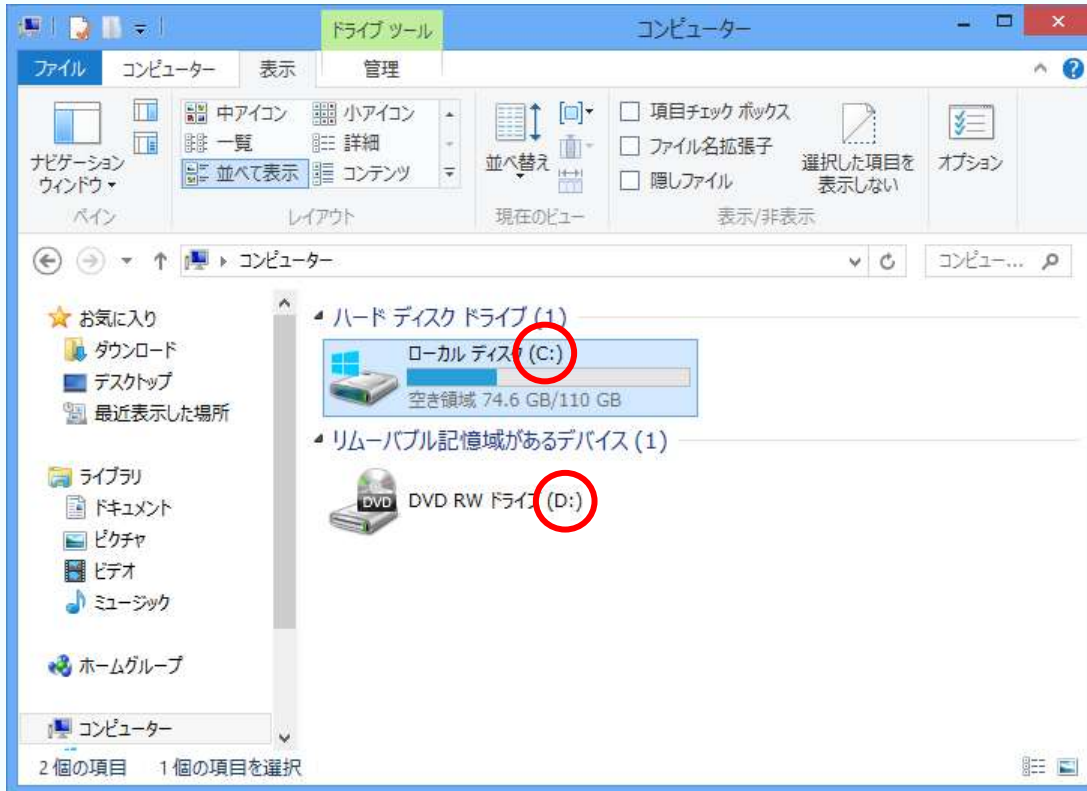 ドライブ ツール
コンピューター
ファイル
コンピューター
表示
管理
ナビゲーション
ウィンドウ
中アイコン
小アイコン
一覧
詳細
並べて表示
コンテンツ
並べ替え
項目チェック ボックス
ファイル名拡張子
隠しファイル
選択した項目を
表示しない
オプション
ペイン
レイアウト
現在のビュー
表示/非表示
コンピューター
コンピュー...
お気に入り
ダウンロード
デスクトップ
最近表示した場所
ライブラリ
ドキュメント
ピクチャ
ビデオ
ミュージック
ホームグループ
コンピューター
ハード ディスク ドライブ (1)
ローカル ディスク (C:)
空き領域 74.6 GB/110 GB
リムーバブル記憶域があるデバイス (1)
DVD
DVD RW ドライブ (D:)
2 個の項目
1 個の項目を選択